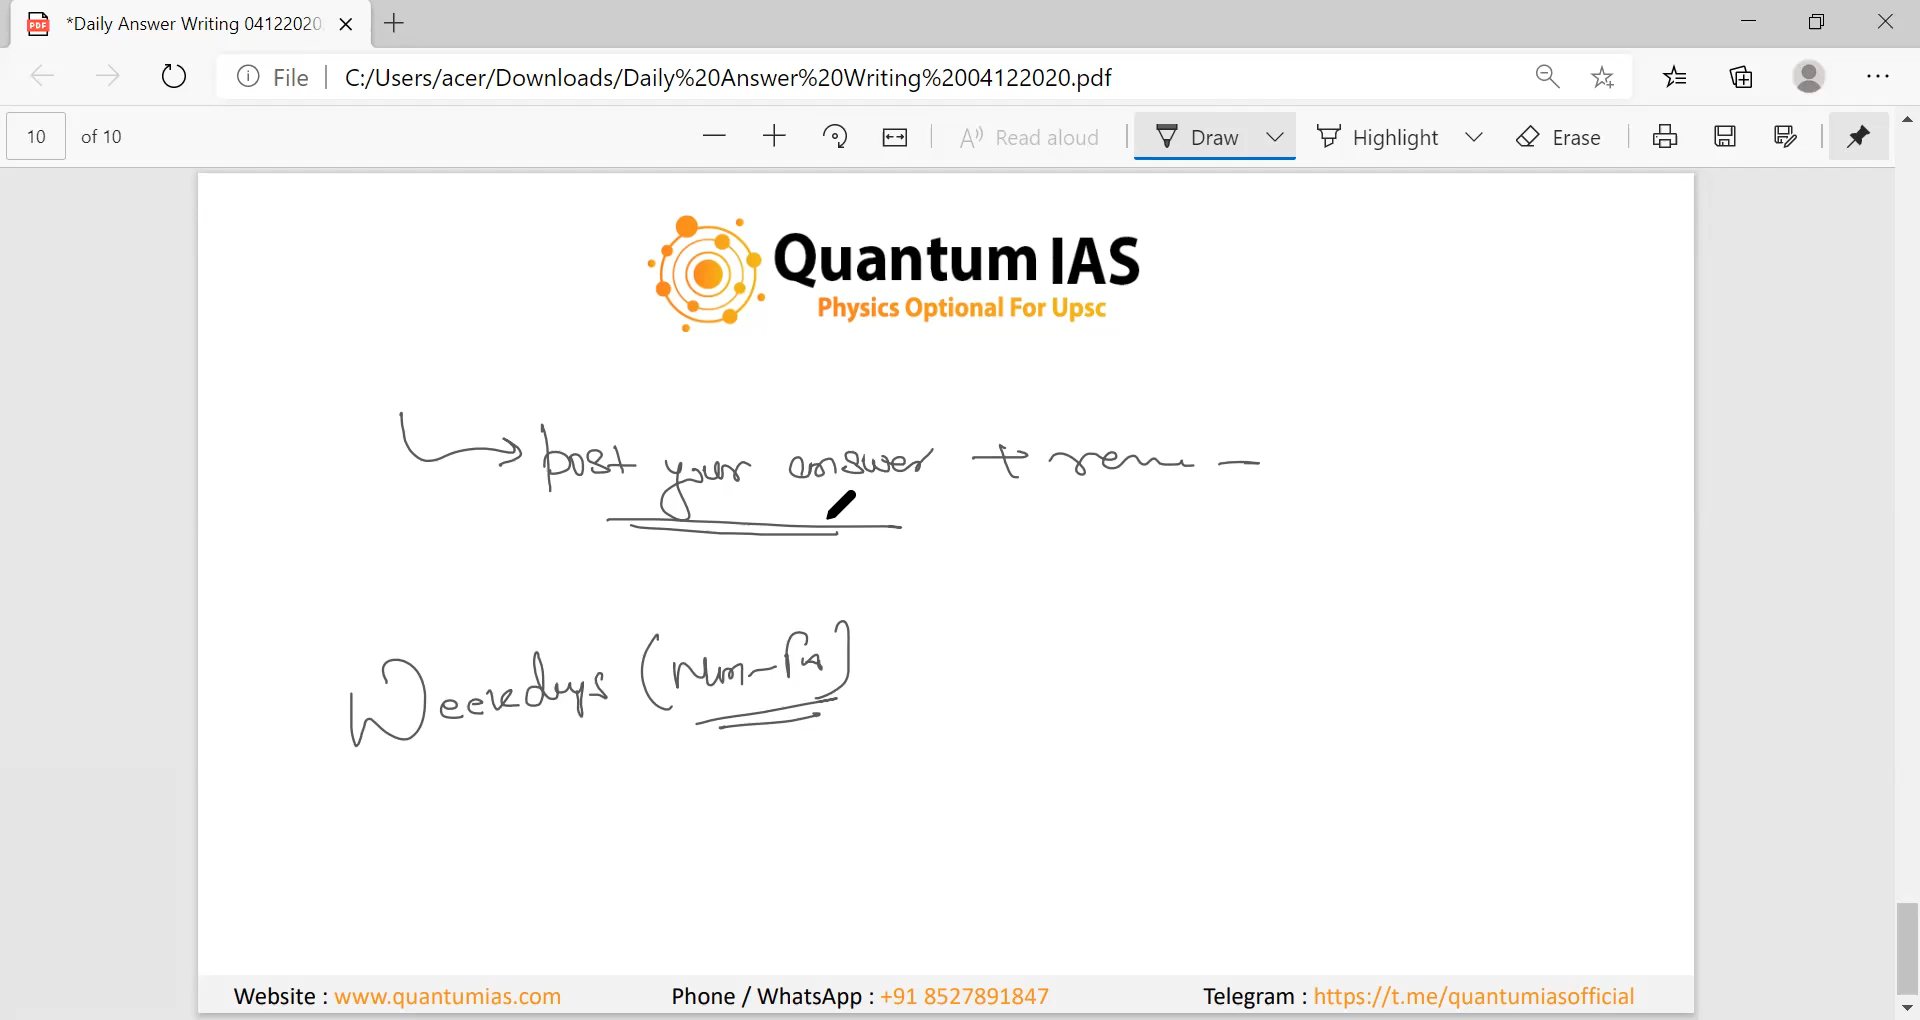 *Daily Answer Writing 04122020
File
C:/Users/acer/Downloads/Daily%20Answer%20Writing%2004122020.pdf
10 of 10
Read aloud
Draw
Highlight
Erase
Quantum IAS
Physics Optional For Upsc
post your answer +
Weekdays
Website : www.quantumias.com
Phone / WhatsApp : +91 8527891847
Telegram : https://t.me/quantumiasofficial